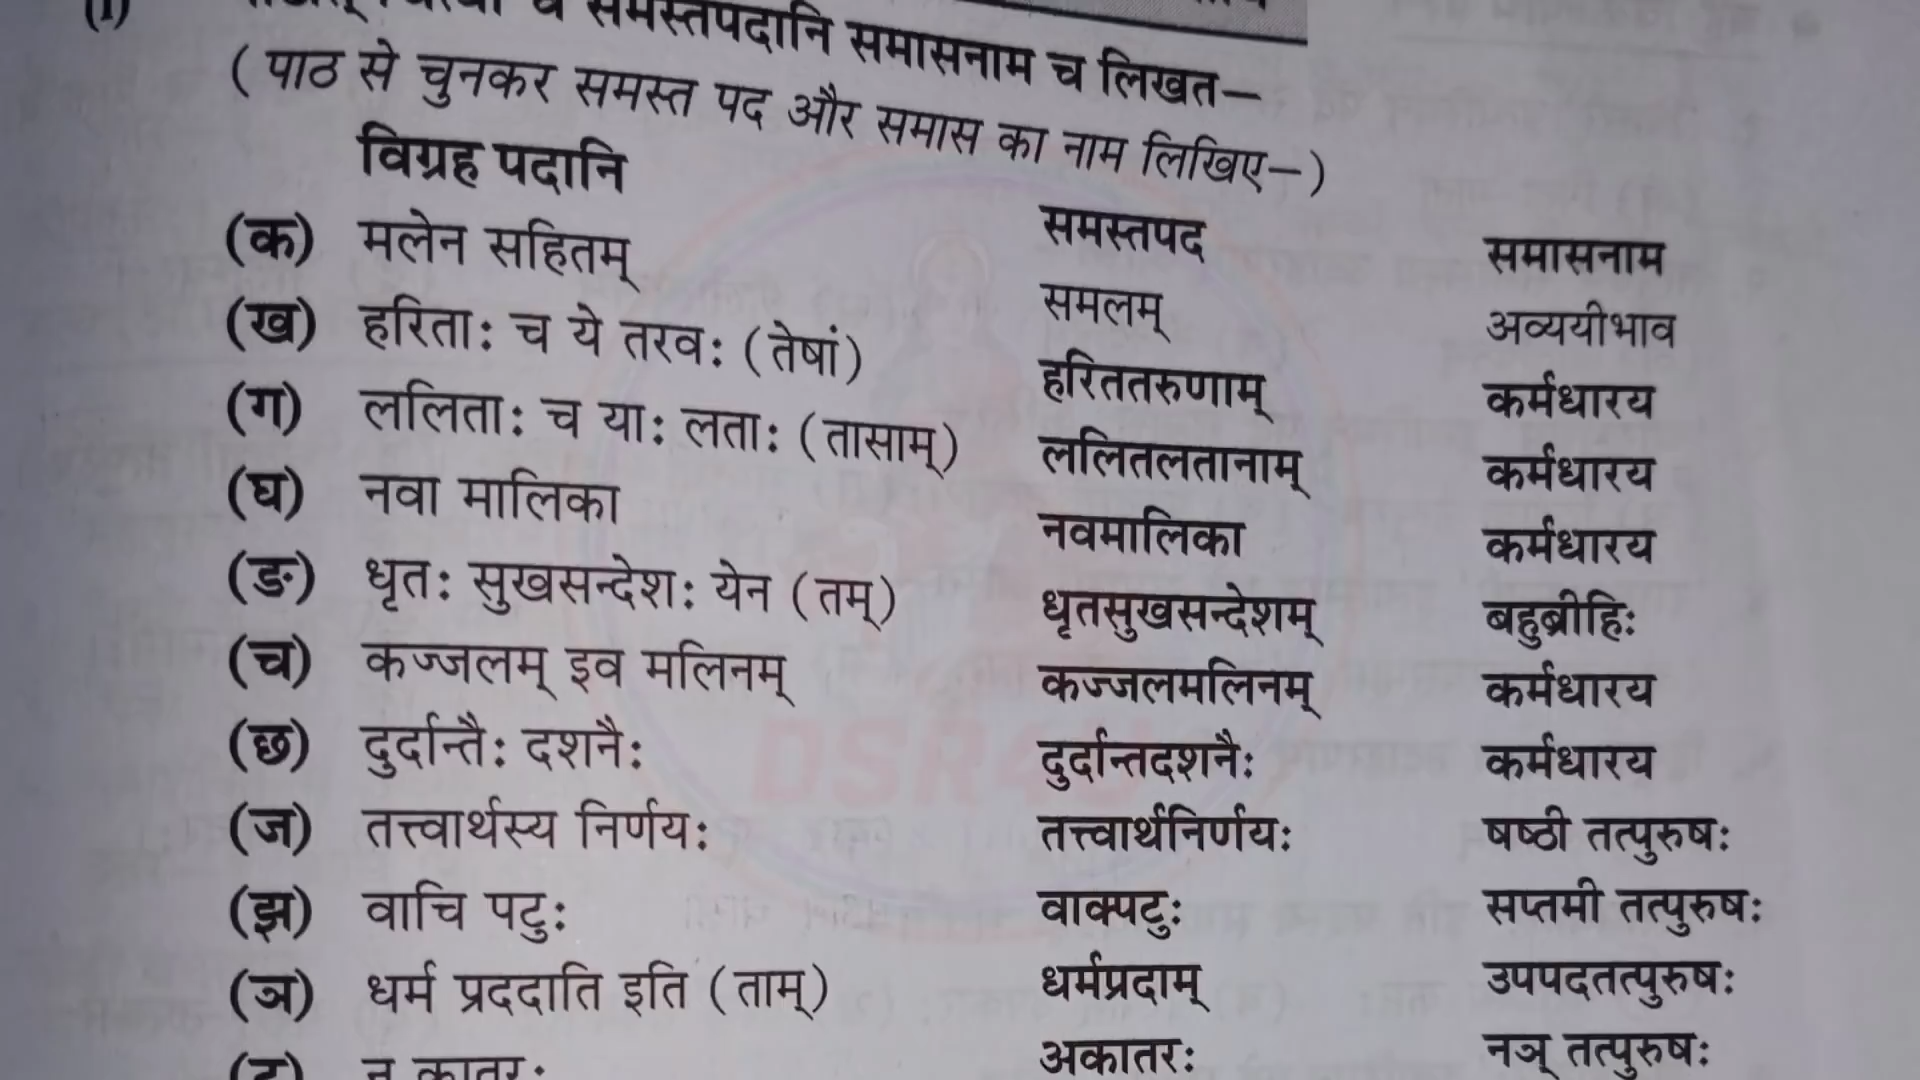 (i) समस्तपदानि समासनाम च लिखत–
( पाठ से चुनकर समस्त पद और समास का नाम लिखिए–)
विग्रह पदानि समस्तपद समासनाम
(क) मलेन सहितम् समलम् अव्ययीभाव
(ख) हरिताः च ये तरवः (तेषां) हरिततरुणाम् कर्मधारय
(ग) ललिताः च याः लताः (तासाम्) ललितलतानाम् कर्मधारय
(घ) नवा मालिका नवमालिका कर्मधारय
(ङ) धृतः सुखसन्देशः येन (तम्) धृतसुखसन्देशम् बहुब्रीहिः
(च) कज्जलम् इव मलिनम् कज्जलमलिनम् कर्मधारय
(छ) दुर्दान्तैः दशनैः दुर्दान्तदशनैः कर्मधारय
(ज) तत्त्वार्थस्य निर्णयः तत्त्वार्थनिर्णयः षष्ठी तत्पुरुषः
(झ) वाचि पटुः वाक्पटुः सप्तमी तत्पुरुषः
(ञ) धर्म प्रददाति इति (ताम्) धर्मप्रदाम् उपपदतत्पुरुषः
(ट) न कातरः अकातरः नञ् तत्पुरुषः
DSR4U